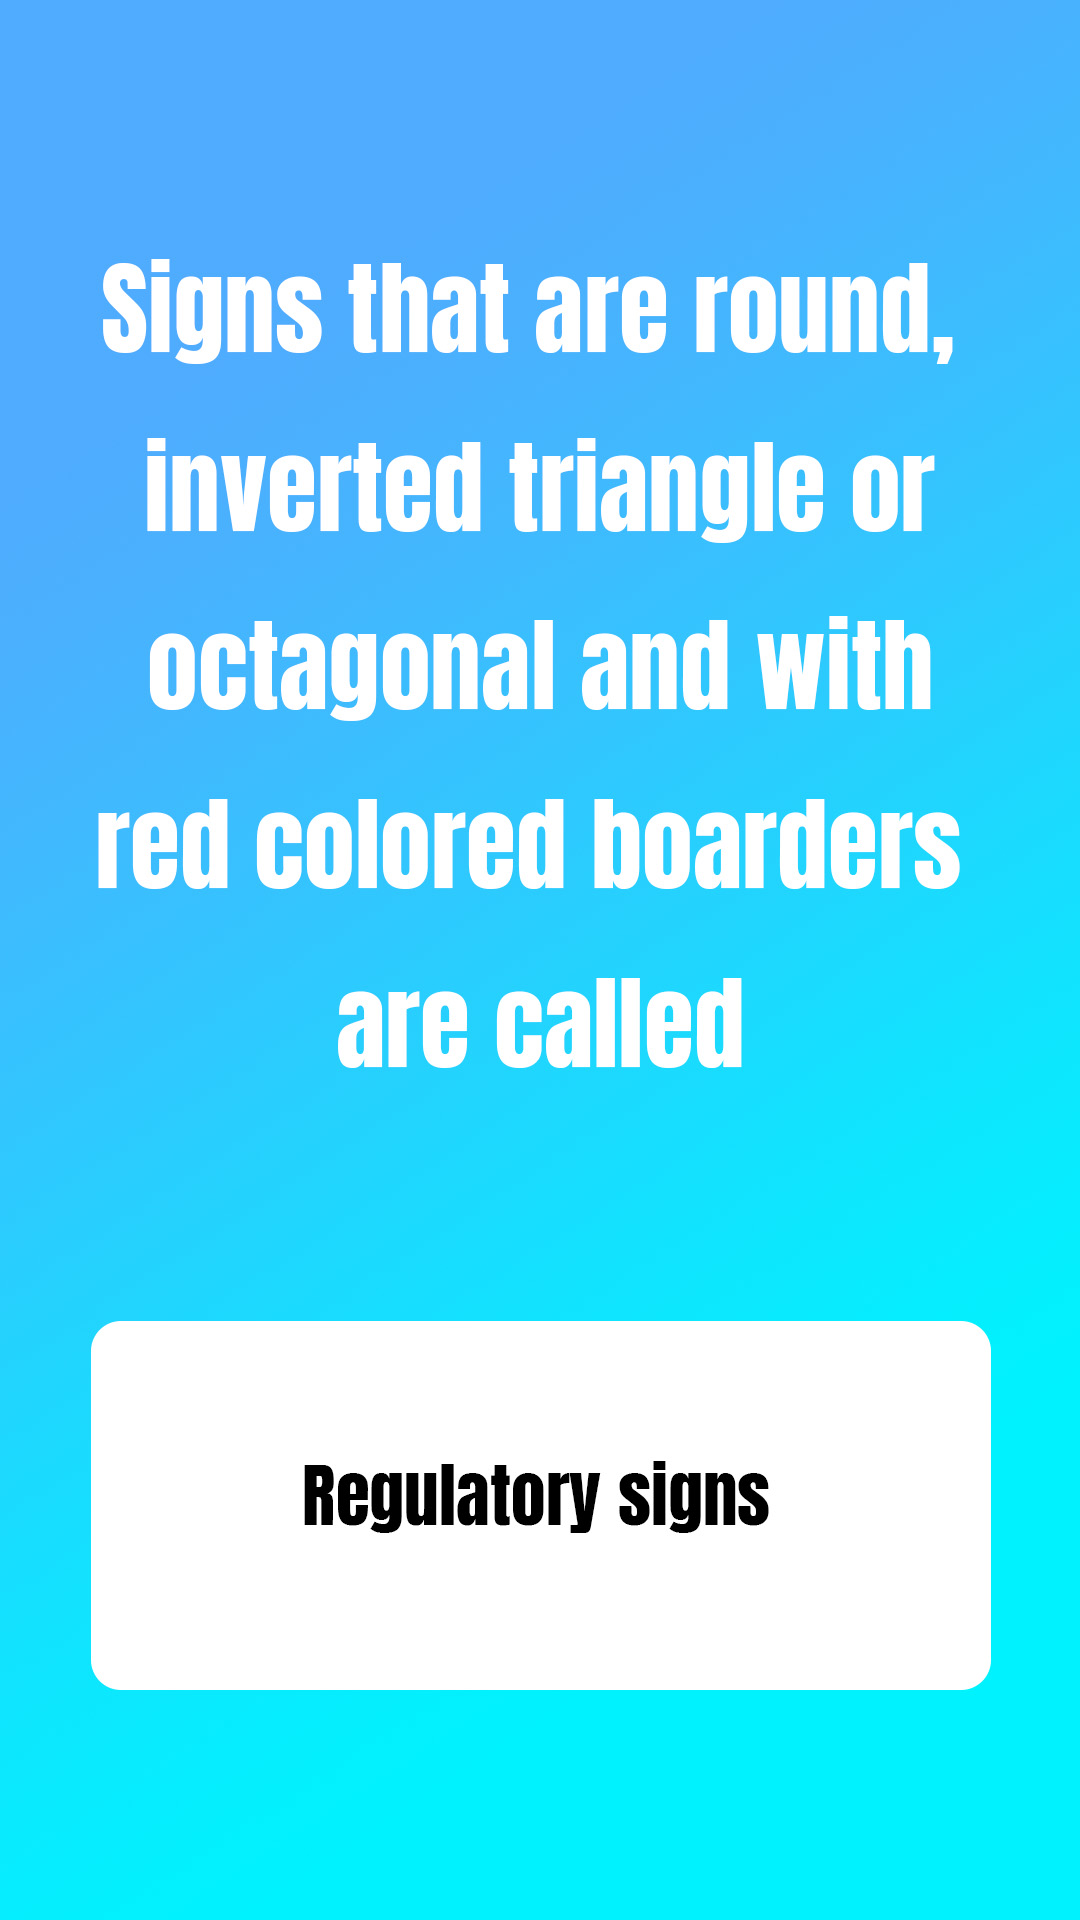 Signs that are round,
inverted triangle or
octagonal and with
red colored boarders
are called
Regulatory signs